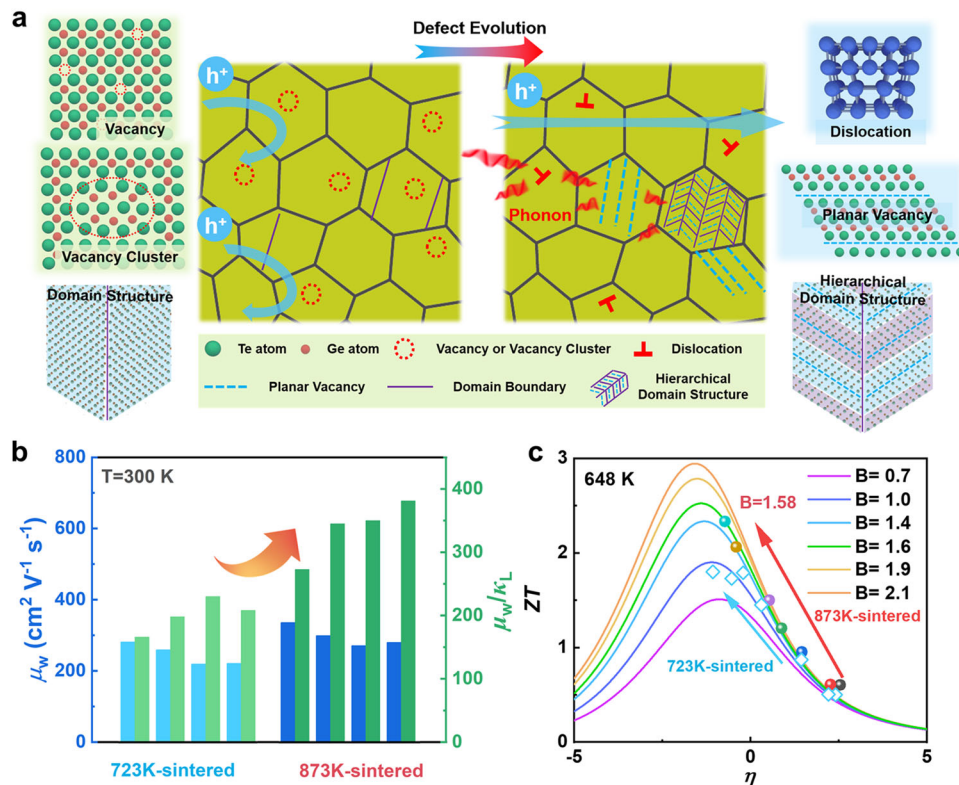 a
Defect Evolution
h+
h+
h+
Vacancy
Vacancy Cluster
Domain Structure
Phonon
Dislocation
Planar Vacancy
Hierarchical
Domain Structure
Te atom
Ge atom
Vacancy or Vacancy Cluster
Dislocation
Planar Vacancy
Domain Boundary
Hierarchical
Domain Structure
b
T=300 K
800
600
400
200
0
μw (cm² V⁻¹ s⁻¹)
400
300
200
100
0
μw/κL
723K-sintered
873K-sintered
c
648 K
3
2
1
0
ZT
B=1.58
B= 0.7
B= 1.0
B= 1.4
B= 1.6
B= 1.9
B= 2.1
873K-sintered
723K-sintered
-5
0
5
η